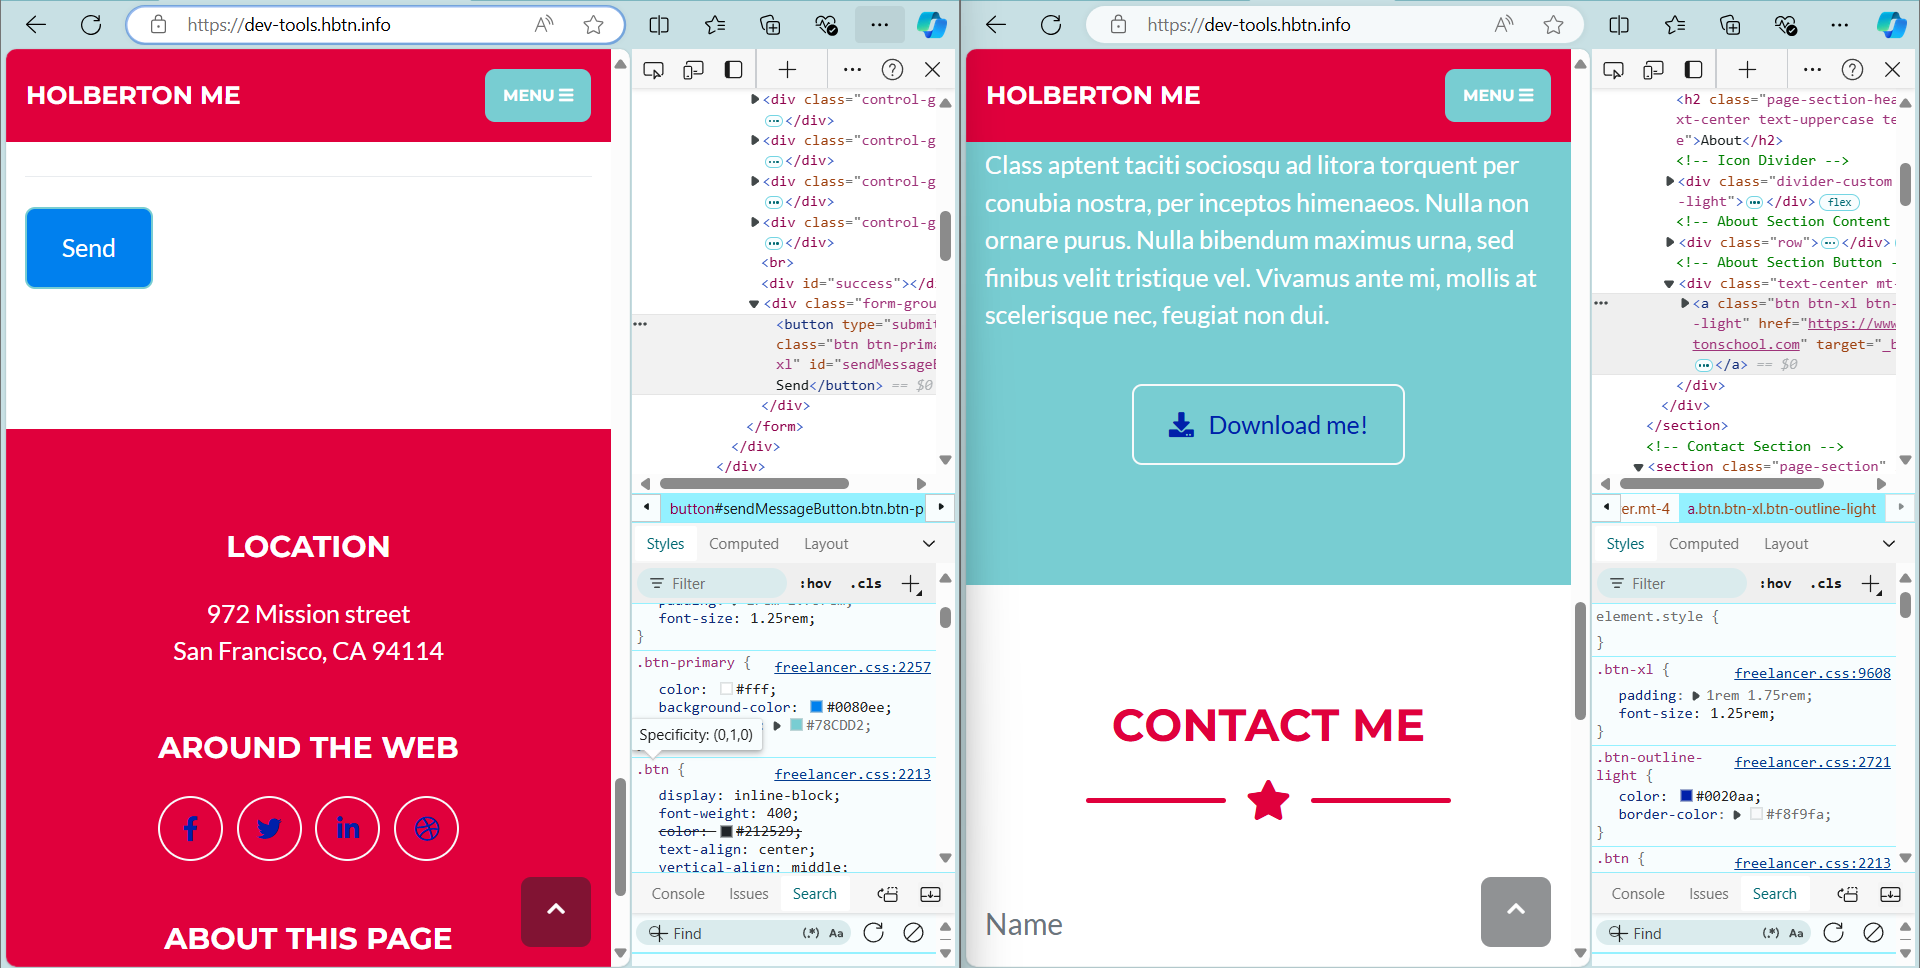 https://dev-tools.hbtn.info
HOLBERTON ME
MENU
Send
LOCATION
972 Mission street
San Francisco, CA 94114
AROUND THE WEB
ABOUT THIS PAGE
<div class="control-g
</div>
<div class="control-g
</div>
<div class="control-g
</div>
<div class="control-g
</div>
<br>
<div id="success"></di
<div class="form-grou
<button type="submit
class="btn btn-prima
xl" id="sendMessageB
Send</button> == $0
</div>
</form>
</div>
</div>
button#sendMessageButton.btn.btn-p
Styles Computed Layout
Filter :hov .cls
font-size: 1.25rem;
}
.btn-primary { freelancer.css:2257
color: #fff;
background-color: #0080ee;
#78CDD2;
Specificity: (0,1,0)
.btn { freelancer.css:2213
display: inline-block;
font-weight: 400;
color: #212529;
text-align: center;
vertical-align: middle;
Console Issues Search
Find (.*) Aa
https://dev-tools.hbtn.info
HOLBERTON ME
MENU
Class aptent taciti sociosqu ad litora torquent per
conubia nostra, per inceptos himenaeos. Nulla non
ornare purus. Nulla bibendum maximus urna, sed
finibus velit tristique vel. Vivamus ante mi, mollis at
scelerisque nec, feugiat non dui.
Download me!
CONTACT ME
Name
<h2 class="page-section-hea
xt-center text-uppercase te
e">About</h2>
<!-- Icon Divider -->
<div class="divider-custom
-light"> </div> flex
<!-- About Section Content
<div class="row"> </div>
<!-- About Section Button -
<div class="text-center mt-
<a class="btn btn-xl btn-
-light" href="https://www
tonschool.com" target="_b
</a> == $0
</div>
</div>
</section>
<!-- Contact Section -->
<section class="page-section"
er.mt-4 a.btn.btn-xl.btn-outline-light
Styles Computed Layout
Filter :hov .cls
element.style {
}
.btn-xl { freelancer.css:9608
padding: 1rem 1.75rem;
font-size: 1.25rem;
}
.btn-outline- freelancer.css:2721
light {
color: #0020aa;
border-color: #f8f9fa;
}
.btn { freelancer.css:2213
Console Issues Search
Find (.*) Aa